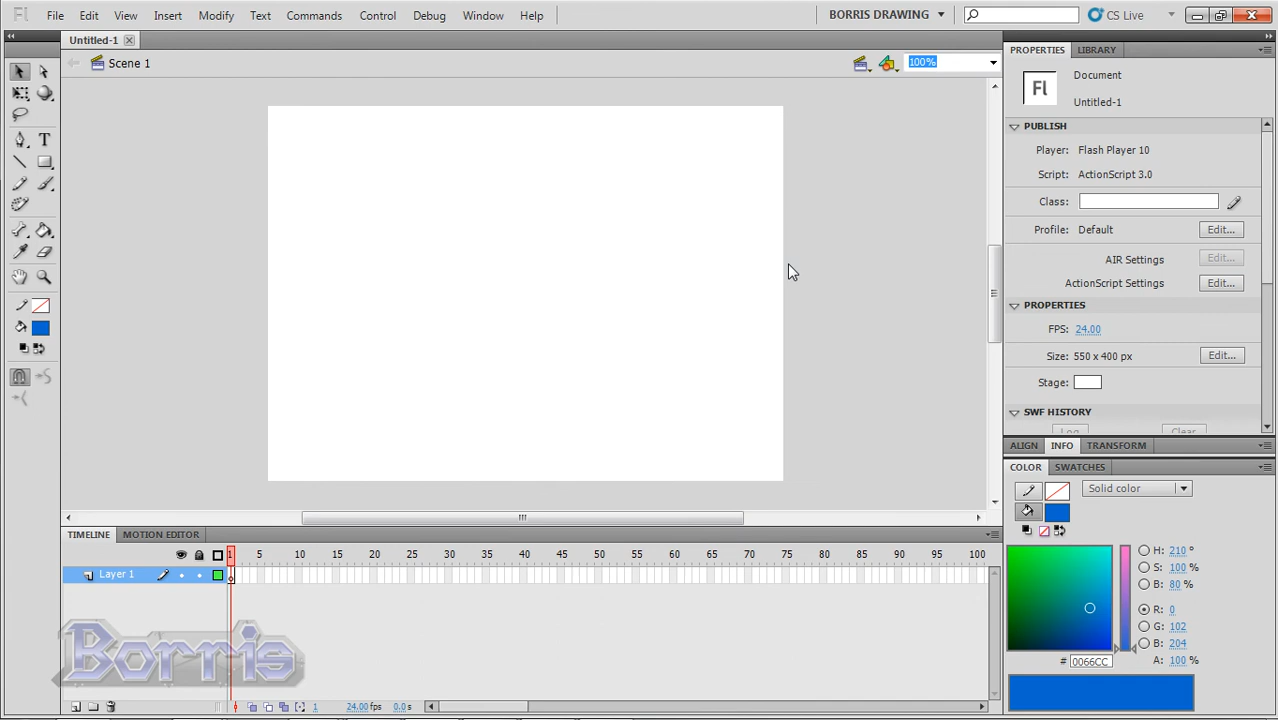 Fl File Edit View Insert Modify Text Commands Control Debug Window Help BORRIS DRAWING CS Live
Untitled-1
Scene 1 100%
PROPERTIES LIBRARY
Fl Document
Untitled-1
PUBLISH
Player: Flash Player 10
Script: ActionScript 3.0
Class:
Profile: Default Edit...
AIR Settings Edit...
ActionScript Settings Edit...
PROPERTIES
FPS: 24.00
Size: 550 x 400 px Edit...
Stage:
SWF HISTORY
Log Clear
ALIGN INFO TRANSFORM
COLOR SWATCHES
Solid color
H: 210 °
S: 100 %
B: 80 %
R: 0
G: 102
B: 204
# 0066CC A: 100 %
TIMELINE MOTION EDITOR
1 5 10 15 20 25 30 35 40 45 50 55 60 65 70 75 80 85 90 95 100
Layer 1
Borris
1 24.00fps 0.0s